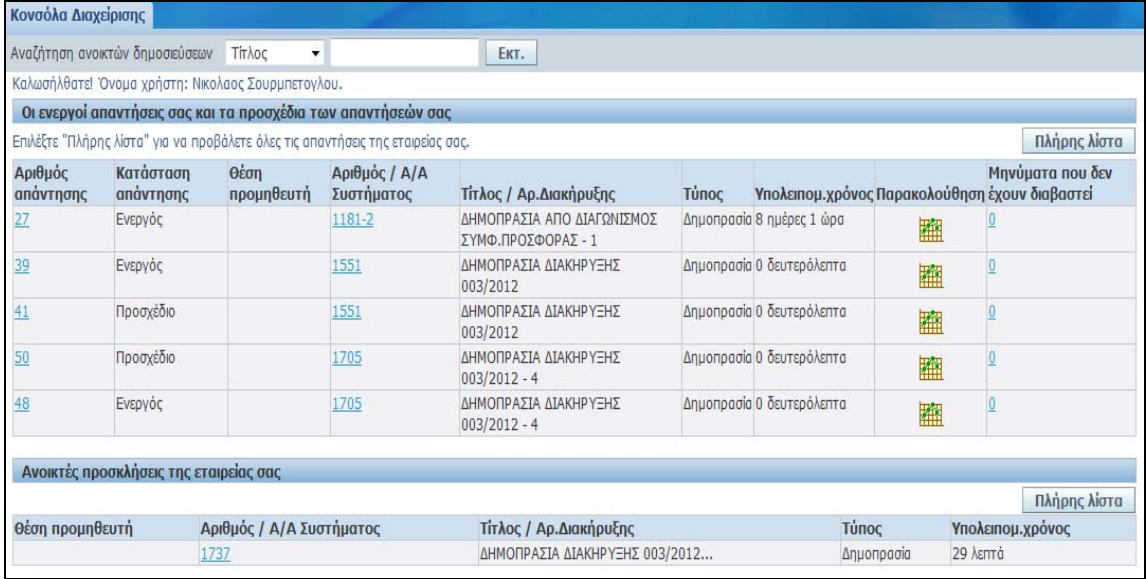 Κονσόλα Διαχείρισης
Αναζήτηση ανοικτών δημοσιεύσεων Τίτλος Εκτ.
Καλωσήλθατε! Όνομα χρήστη: Νικολαος Σουρμπετογλου.
Οι ενεργοί απαντήσεις σας και τα προσχέδια των απαντήσεών σας
Επιλέξτε "Πλήρης λίστα" για να προβάλετε όλες τις απαντήσεις της εταιρείας σας. Πλήρης λίστα
Αριθμός Κατάσταση Θέση Αριθμός / Α/Α Μηνύματα που δεν
απάντησης απάντησης προμηθευτή Συστήματος Τίτλος / Αρ.Διακήρυξης Τύπος Υπολειπομ.χρόνος Παρακολούθηση έχουν διαβαστεί
27 Ενεργός 1181-2 ΔΗΜΟΠΡΑΣΙΑ ΑΠΟ ΔΙΑΓΩΝΙΣΜΟΣ Δημοπρασία 8 ημέρες 1 ώρα 0
ΣΥΜΦ.ΠΡΟΣΦΟΡΑΣ - 1
39 Ενεργός 1551 ΔΗΜΟΠΡΑΣΙΑ ΔΙΑΚΗΡΥΞΗΣ Δημοπρασία 0 δευτερόλεπτα 0
003/2012
41 Προσχέδιο 1551 ΔΗΜΟΠΡΑΣΙΑ ΔΙΑΚΗΡΥΞΗΣ Δημοπρασία 0 δευτερόλεπτα 0
003/2012
50 Προσχέδιο 1705 ΔΗΜΟΠΡΑΣΙΑ ΔΙΑΚΗΡΥΞΗΣ Δημοπρασία 0 δευτερόλεπτα 0
003/2012 - 4
48 Ενεργός 1705 ΔΗΜΟΠΡΑΣΙΑ ΔΙΑΚΗΡΥΞΗΣ Δημοπρασία 0 δευτερόλεπτα 0
003/2012 - 4
Ανοικτές προσκλήσεις της εταιρείας σας
Πλήρης λίστα
Θέση προμηθευτή Αριθμός / Α/Α Συστήματος Τίτλος / Αρ.Διακήρυξης Τύπος Υπολειπομ.χρόνος
1737 ΔΗΜΟΠΡΑΣΙΑ ΔΙΑΚΗΡΥΞΗΣ 003/2012... Δημοπρασία 29 λεπτά